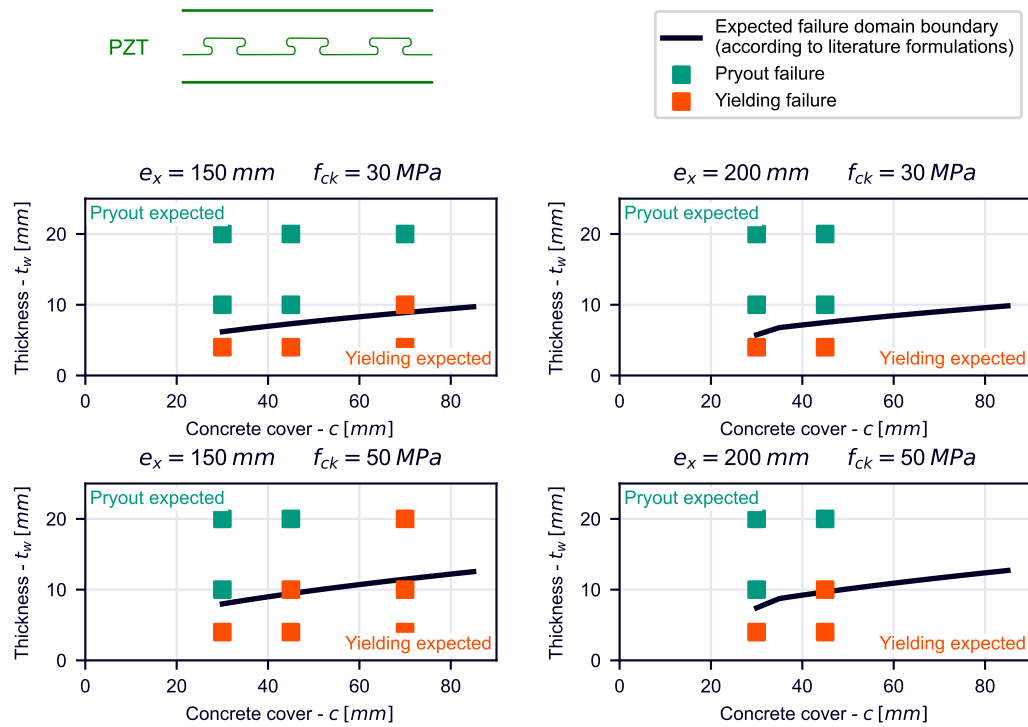 PZT
Expected failure domain boundary
(according to literature formulations)
Pryout failure
Yielding failure
e_x = 150 mm f_ck = 30 MPa
Pryout expected
20
10
0
Thickness - t_w [mm]
Yielding expected
0 20 40 60 80
Concrete cover - c [mm]
e_x = 200 mm f_ck = 30 MPa
Pryout expected
20
10
0
Thickness - t_w [mm]
Yielding expected
0 20 40 60 80
Concrete cover - c [mm]
e_x = 150 mm f_ck = 50 MPa
Pryout expected
20
10
0
Thickness - t_w [mm]
Yielding expected
0 20 40 60 80
Concrete cover - c [mm]
e_x = 200 mm f_ck = 50 MPa
Pryout expected
20
10
0
Thickness - t_w [mm]
Yielding expected
0 20 40 60 80
Concrete cover - c [mm]